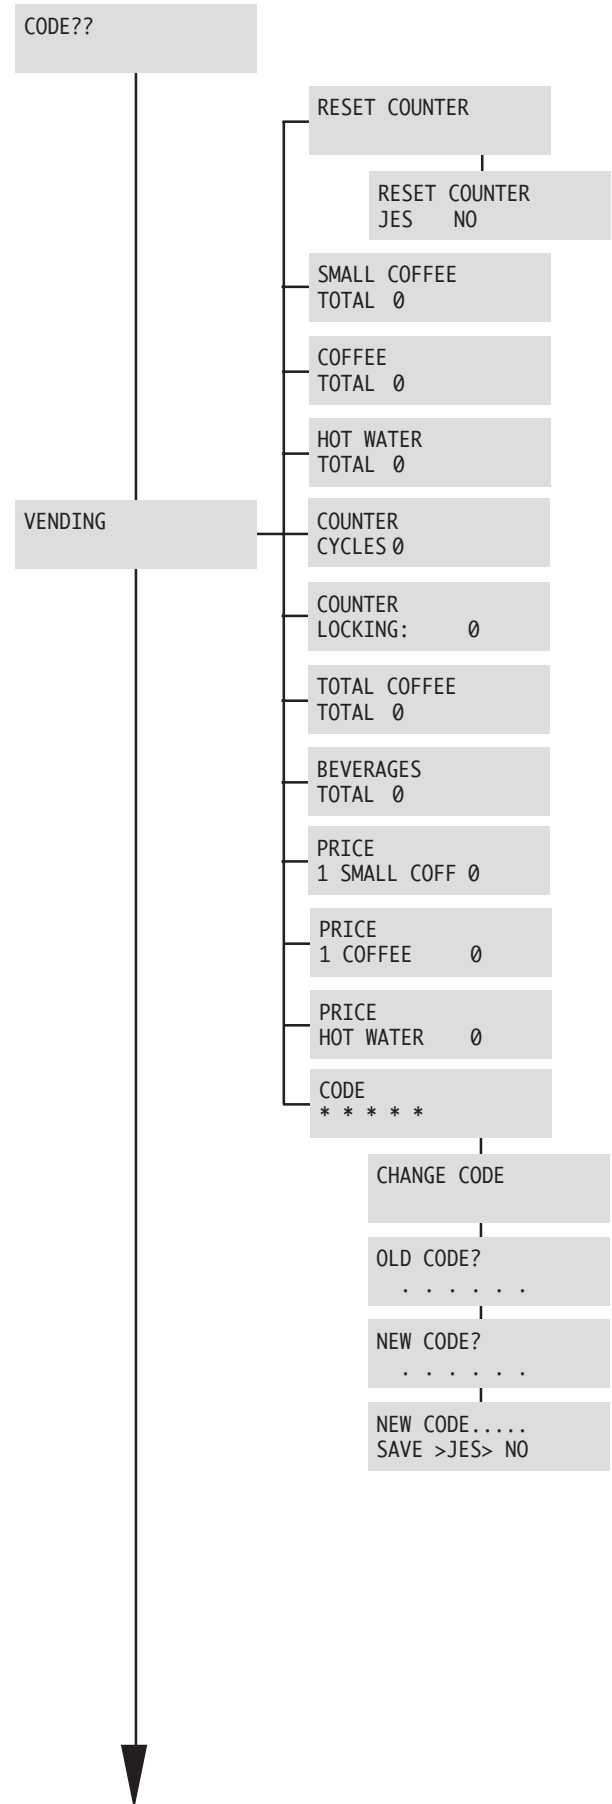 CODE??
RESET COUNTER
RESET COUNTER
JES NO
SMALL COFFEE
TOTAL 0
COFFEE
TOTAL 0
HOT WATER
TOTAL 0
VENDING
COUNTER
CYCLES 0
COUNTER
LOCKING: 0
TOTAL COFFEE
TOTAL 0
BEVERAGES
TOTAL 0
PRICE
1 SMALL COFF 0
PRICE
1 COFFEE 0
PRICE
HOT WATER 0
CODE
* * * * *
CHANGE CODE
OLD CODE?
. . . . . .
NEW CODE?
. . . . . .
NEW CODE.....
SAVE >JES> NO